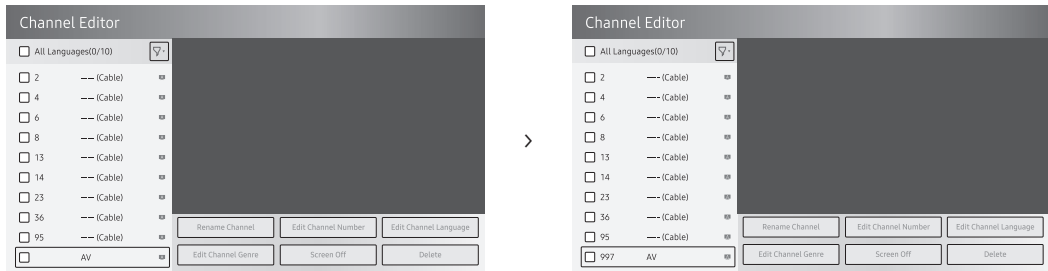 Channel Editor
All Languages(0/10)
2 –– (Cable)
4 –– (Cable)
6 –– (Cable)
8 –– (Cable)
13 –– (Cable)
14 –– (Cable)
23 –– (Cable)
36 –– (Cable)
95 –– (Cable)
AV
Rename Channel Edit Channel Number Edit Channel Language
Edit Channel Genre Screen Off Delete
>
Channel Editor
All Languages(0/10)
2 –-- (Cable)
4 –-- (Cable)
6 –-- (Cable)
8 –-- (Cable)
13 –-- (Cable)
14 –-- (Cable)
23 –-- (Cable)
36 –-- (Cable)
95 –-- (Cable)
997 AV
Rename Channel Edit Channel Number Edit Channel Language
Edit Channel Genre Screen Off Delete